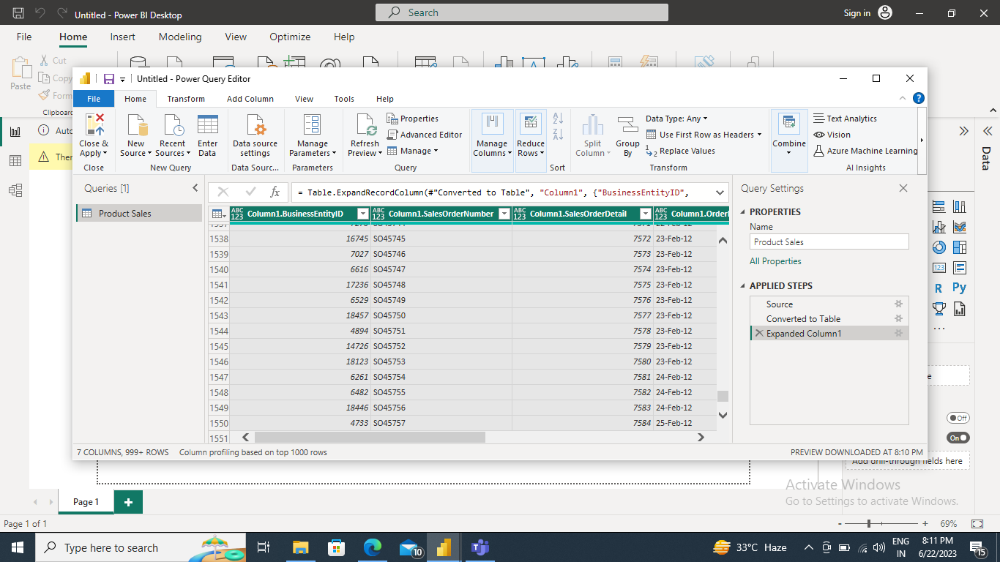 Untitled - Power BI Desktop
Search
Sign in
File Home Insert Modeling View Optimize Help
Paste
Cut
Copy
Form
Clipboard
Auto
Ther
Untitled - Power Query Editor
File Home Transform Add Column View Tools Help
Close & Apply
Close
New Source
Recent Sources
Enter Data
New Query
Data source settings
Data Sourc...
Manage Parameters
Parameters
Refresh Preview
Properties
Advanced Editor
Manage
Query
Manage Columns
Reduce Rows
Sort
Split Column
Group By
Data Type: Any
Use First Row as Headers
Replace Values
Transform
Combine
Text Analytics
Vision
Azure Machine Learning
AI Insights
Data
Queries [1]
Product Sales
= Table.ExpandRecordColumn(#"Converted to Table", "Column1", {"BusinessEntityID",
ABC 123 Column1.BusinessEntityID ABC 123 Column1.SalesOrderNumber ABC 123 Column1.SalesOrderDetail ABC 123 Column1.Order
1538 16745 SO45745 7572 23-Feb-12
1539 7027 SO45746 7573 23-Feb-12
1540 6616 SO45747 7574 23-Feb-12
1541 17236 SO45748 7575 23-Feb-12
1542 6529 SO45749 7576 23-Feb-12
1543 18457 SO45750 7577 23-Feb-12
1544 4894 SO45751 7578 23-Feb-12
1545 14726 SO45752 7579 23-Feb-12
1546 18123 SO45753 7580 23-Feb-12
1547 6261 SO45754 7581 24-Feb-12
1548 6482 SO45755 7582 24-Feb-12
1549 18446 SO45756 7583 24-Feb-12
1550 4733 SO45757 7584 25-Feb-12
1551
Query Settings
PROPERTIES
Name
Product Sales
All Properties
APPLIED STEPS
Source
Converted to Table
Expanded Column1
123
R Py
e
Off
On
Add drill-through fields here
7 COLUMNS, 999+ ROWS Column profiling based on top 1000 rows
PREVIEW DOWNLOADED AT 8:10 PM
Activate Windows
Go to Settings to activate Windows.
Page 1
Page 1 of 1
69%
Type here to search
10
33°C Haze
ENG
IN
8:11 PM
6/22/2023
15